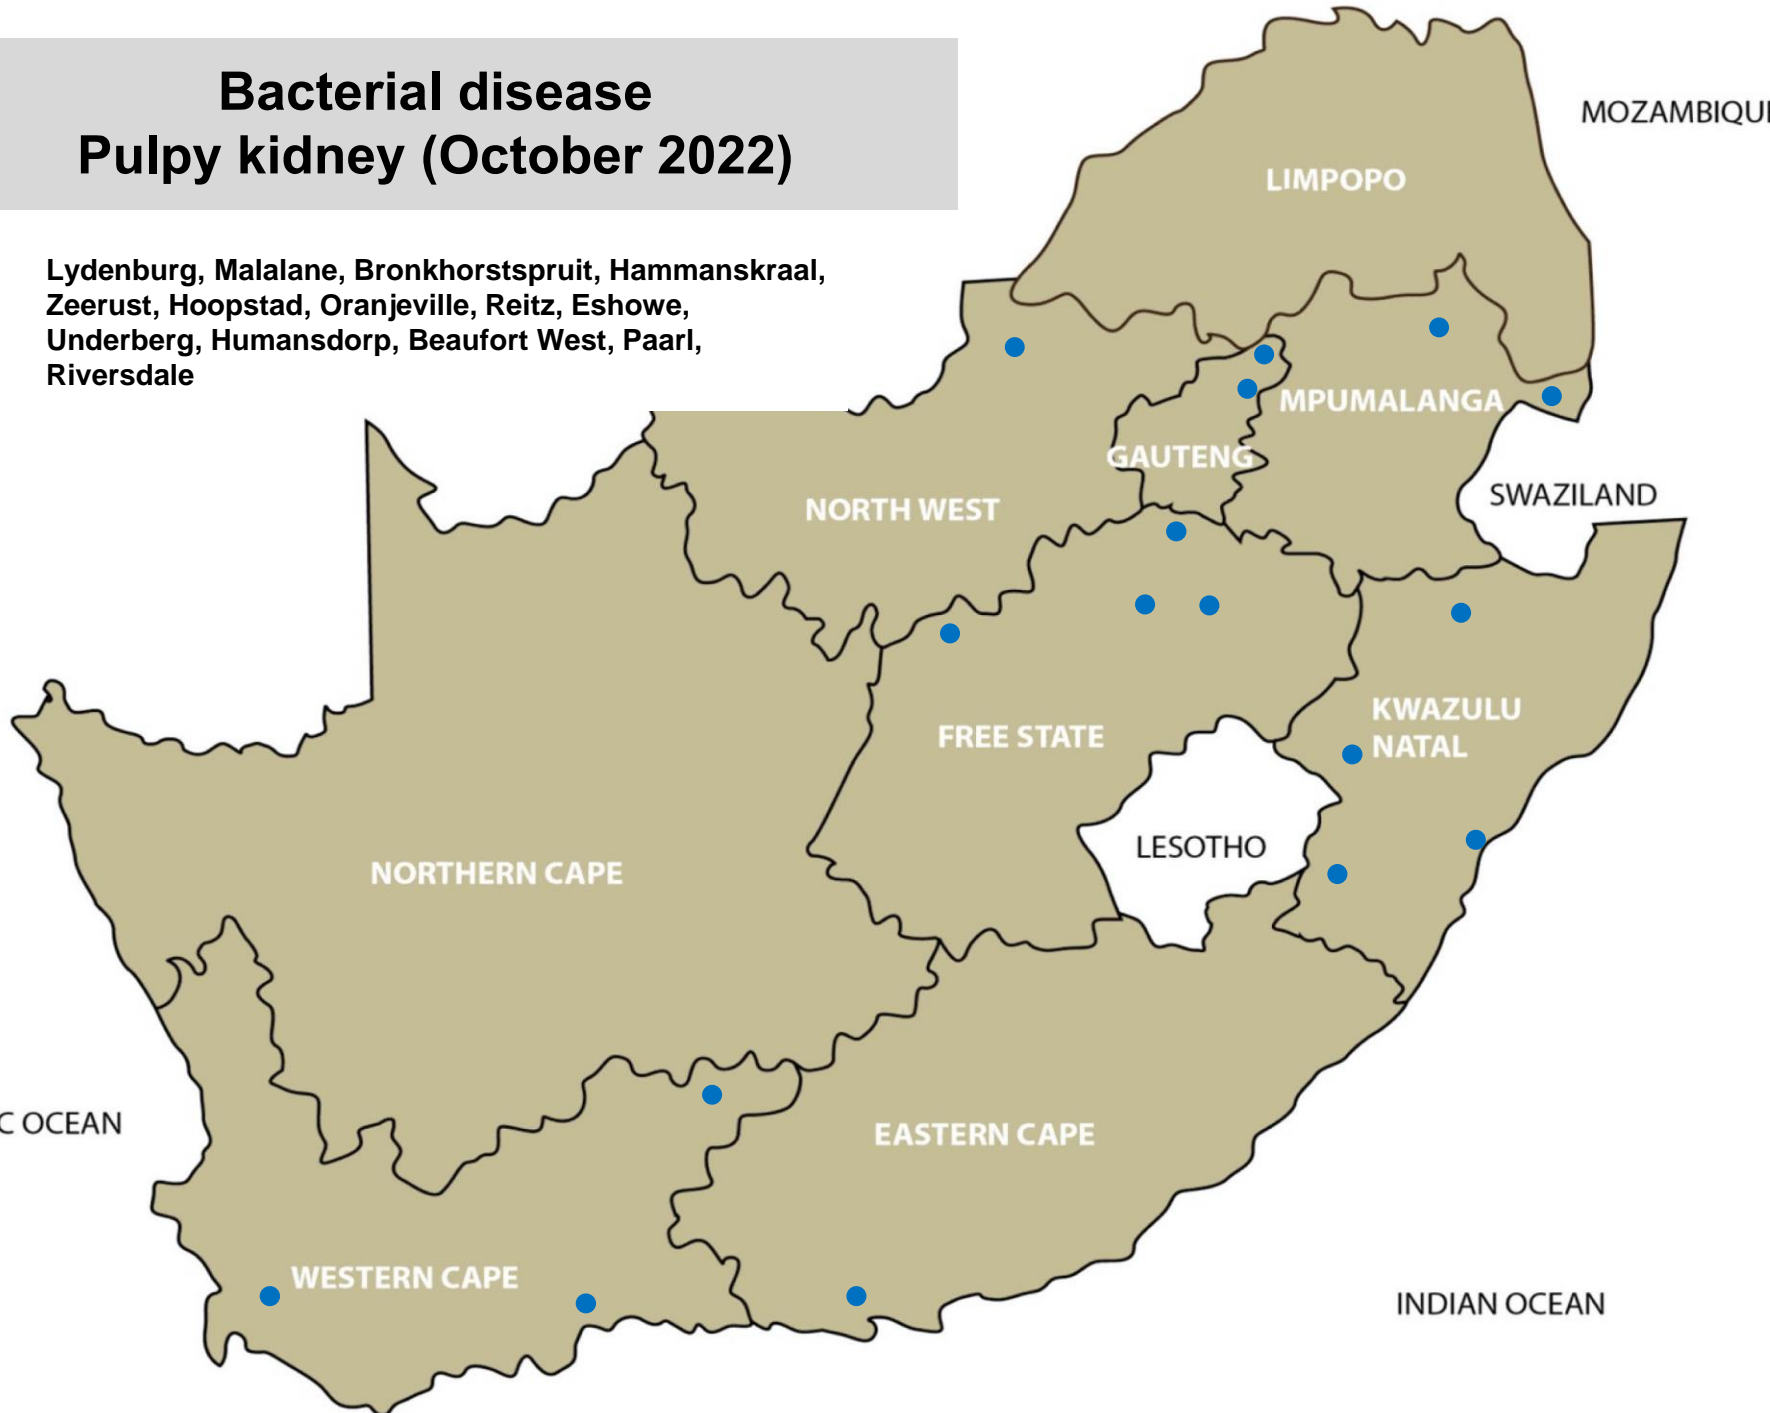 Bacterial disease
Pulpy kidney (October 2022)
Lydenburg, Malalane, Bronkhorstspruit, Hammanskraal,
Zeerust, Hoopstad, Oranjeville, Reitz, Eshowe,
Underberg, Humansdorp, Beaufort West, Paarl,
Riversdale
MOZAMBIQUE
LIMPOPO
MPUMALANGA
GAUTENG
SWAZILAND
NORTH WEST
KWAZULU
NATAL
FREE STATE
LESOTHO
NORTHERN CAPE
C OCEAN
EASTERN CAPE
WESTERN CAPE
INDIAN OCEAN